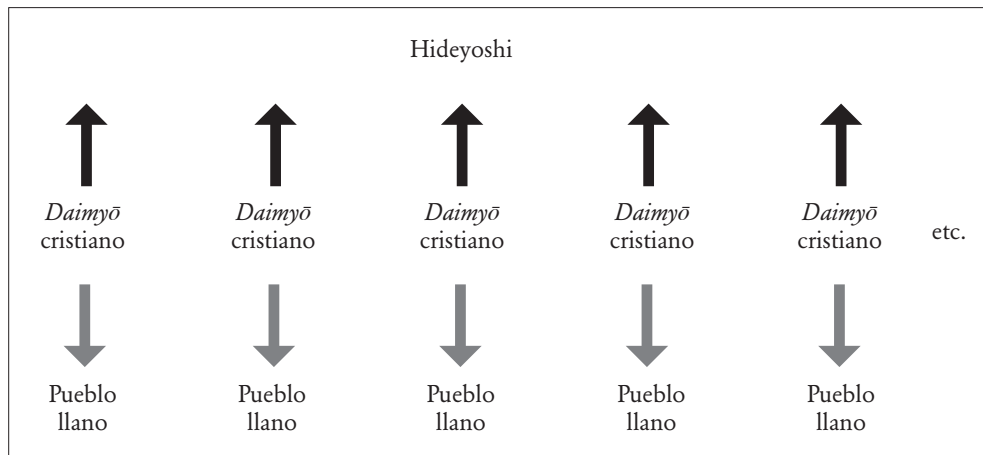 Hideyoshi
Daimyō Daimyō Daimyō Daimyō Daimyō
cristiano cristiano cristiano cristiano cristiano etc.
Pueblo Pueblo Pueblo Pueblo Pueblo
llano llano llano llano llano